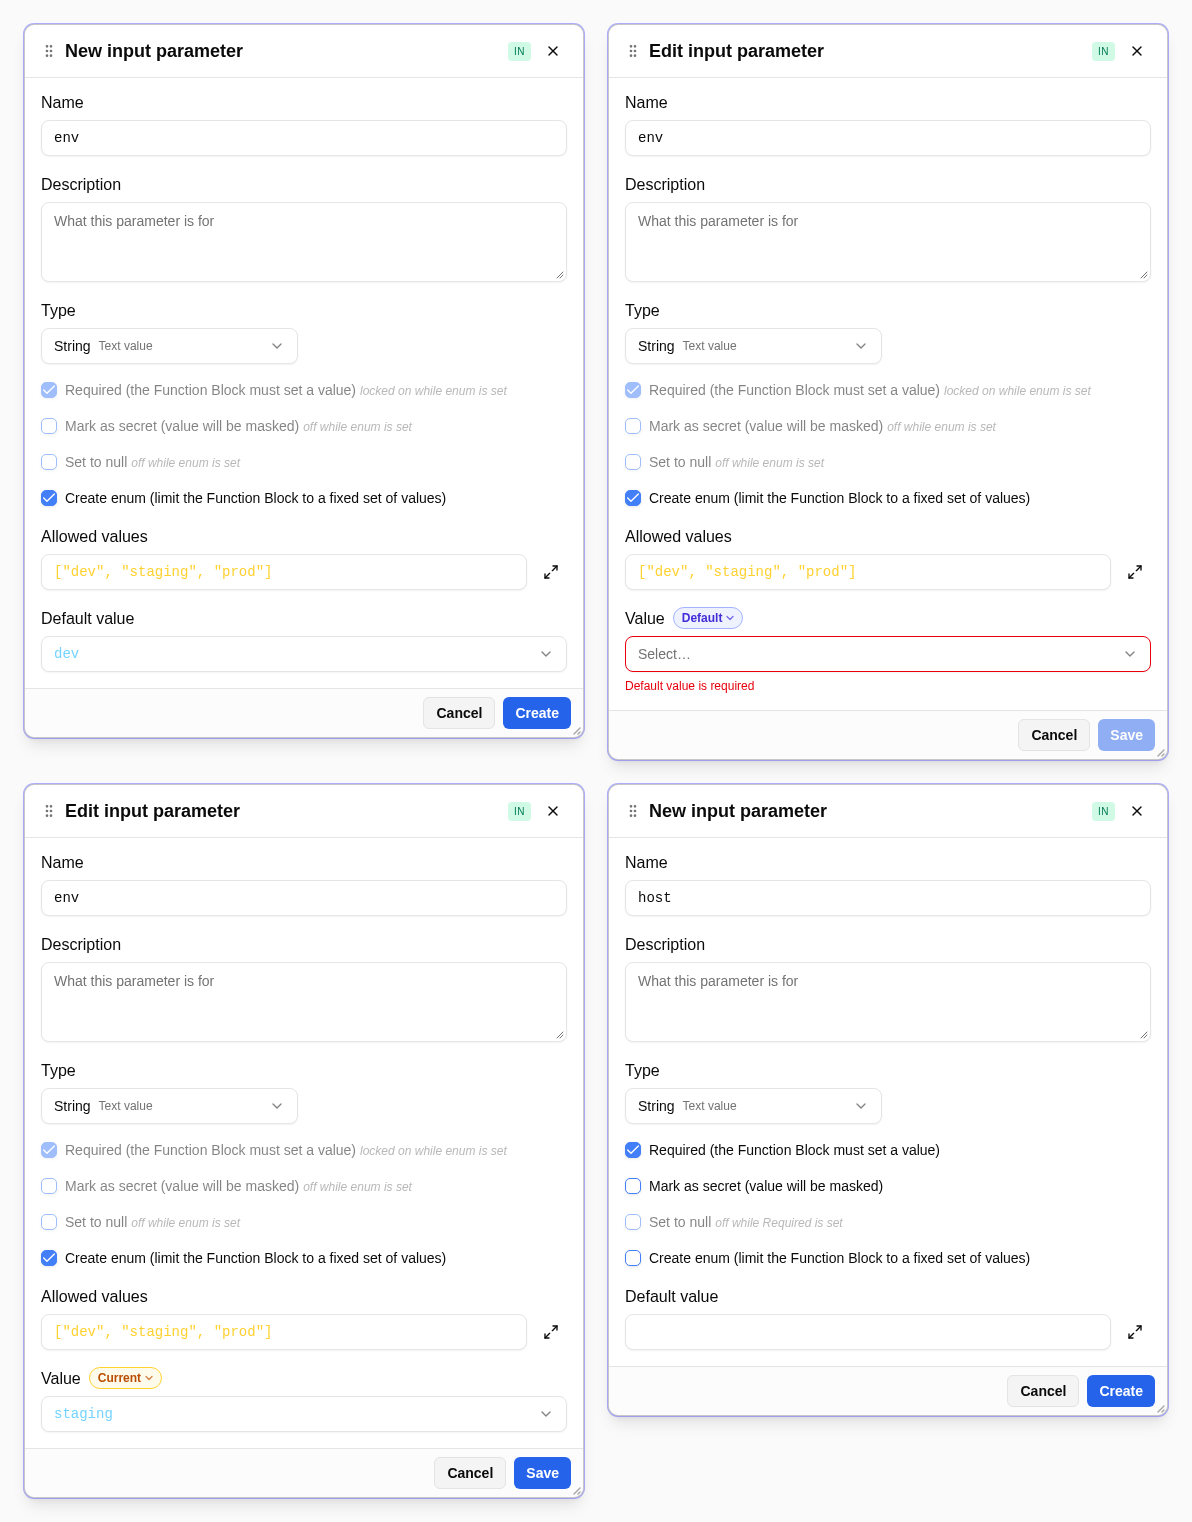 New input parameter
IN
Name
env
Description
What this parameter is for
Type
String Text value
Required (the Function Block must set a value) locked on while enum is set
Mark as secret (value will be masked) off while enum is set
Set to null off while enum is set
Create enum (limit the Function Block to a fixed set of values)
Allowed values
["dev", "staging", "prod"]
Default value
dev
Cancel
Create
Edit input parameter
IN
Name
env
Description
What this parameter is for
Type
String Text value
Required (the Function Block must set a value) locked on while enum is set
Mark as secret (value will be masked) off while enum is set
Set to null off while enum is set
Create enum (limit the Function Block to a fixed set of values)
Allowed values
["dev", "staging", "prod"]
Value Default
Select…
Default value is required
Cancel
Save
Edit input parameter
IN
Name
env
Description
What this parameter is for
Type
String Text value
Required (the Function Block must set a value) locked on while enum is set
Mark as secret (value will be masked) off while enum is set
Set to null off while enum is set
Create enum (limit the Function Block to a fixed set of values)
Allowed values
["dev", "staging", "prod"]
Value Current
staging
Cancel
Save
New input parameter
IN
Name
host
Description
What this parameter is for
Type
String Text value
Required (the Function Block must set a value)
Mark as secret (value will be masked)
Set to null off while Required is set
Create enum (limit the Function Block to a fixed set of values)
Default value
Cancel
Create